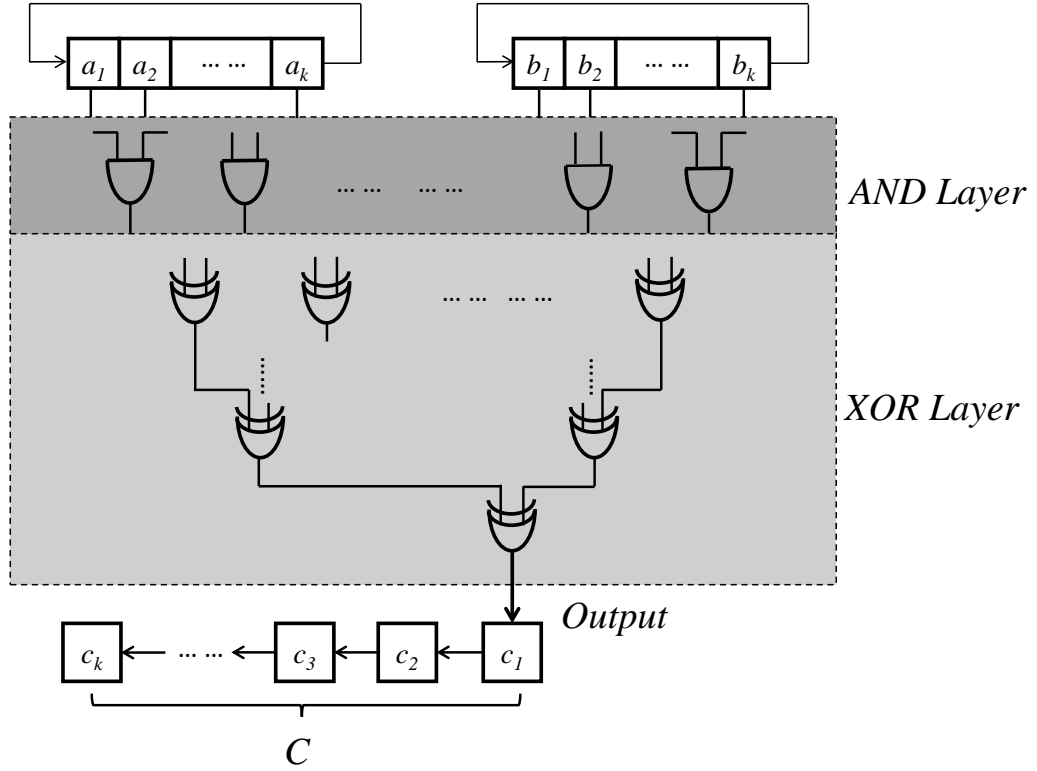 a1 a2 ... ... ak b1 b2 ... ... bk
... ... ... ...
AND Layer
... ... ... ...
XOR Layer
Output
ck ... ... c3 c2 c1
C